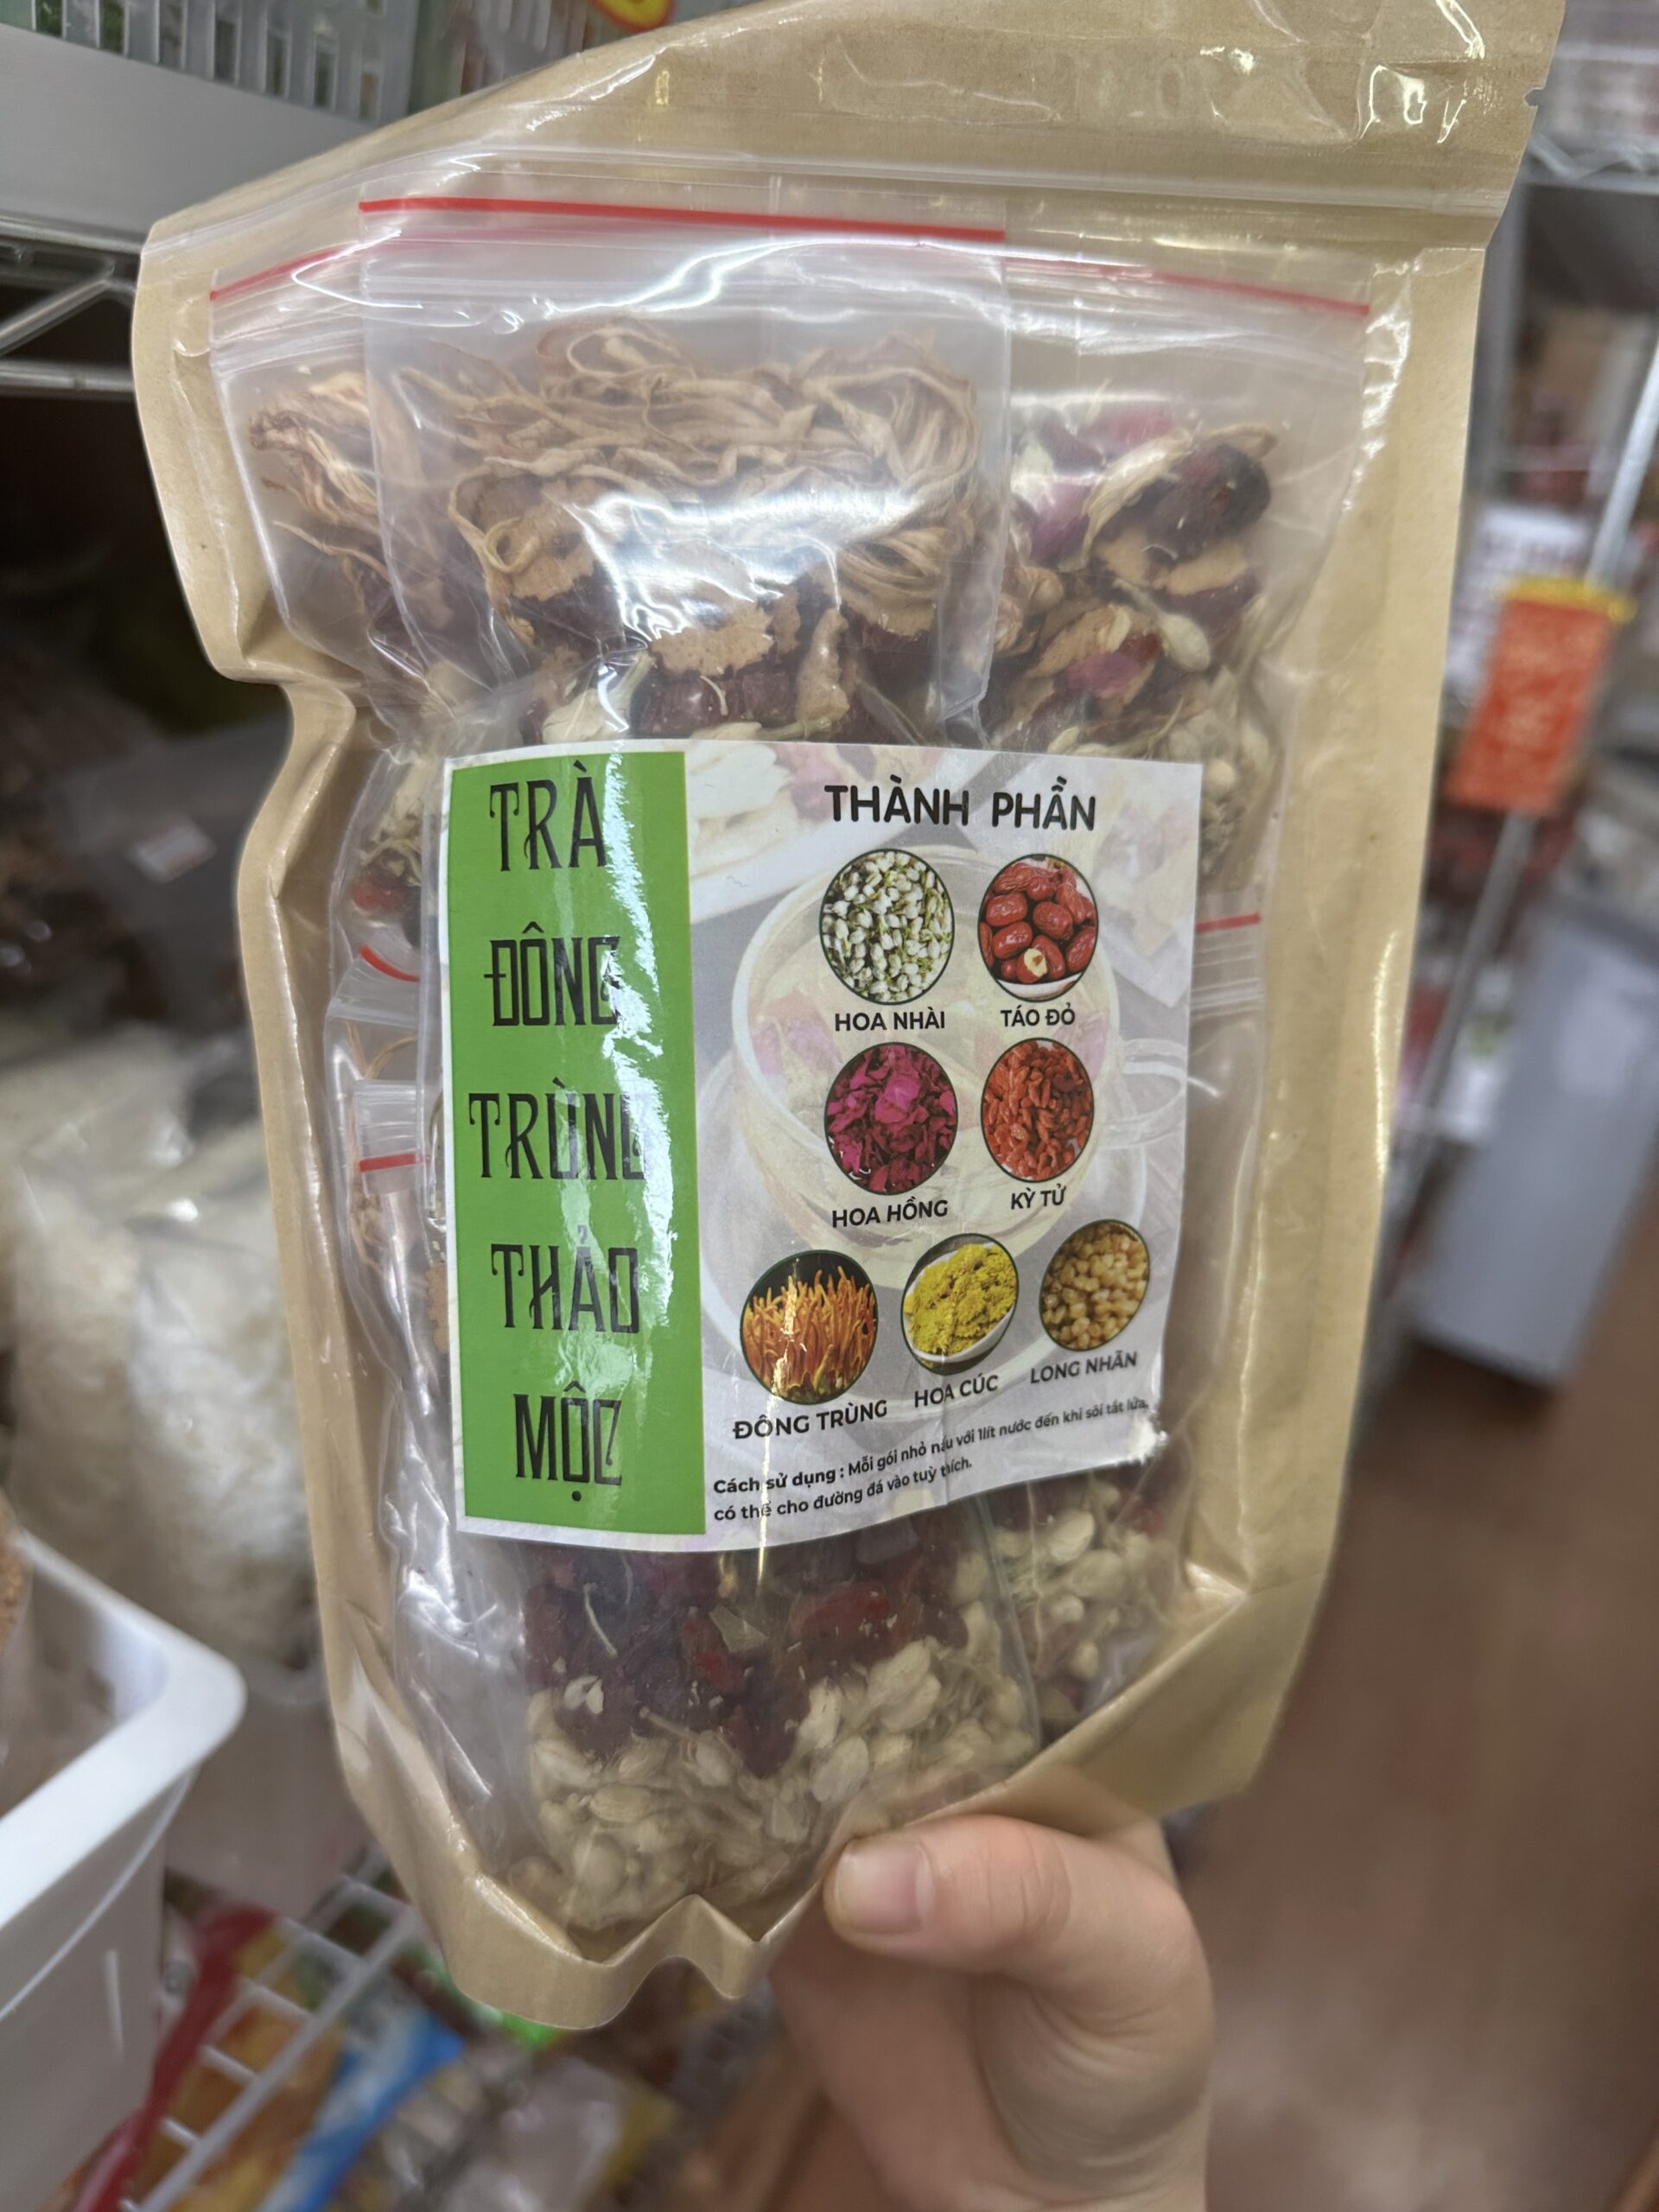 TRÀ
ĐÔNG
TRÙNG
THẢO
MỘC
THÀNH PHẦN
HOA NHÀI
TÁO ĐỎ
HOA HỒNG
KỲ TỬ
ĐÔNG TRÙNG
HOA CÚC
LONG NHÃN
Cách sử dụng : Mỗi gói nhỏ nấu với 1lít nước đến khi sôi tắt lửa,
có thể cho đường đá vào tuỳ thích.